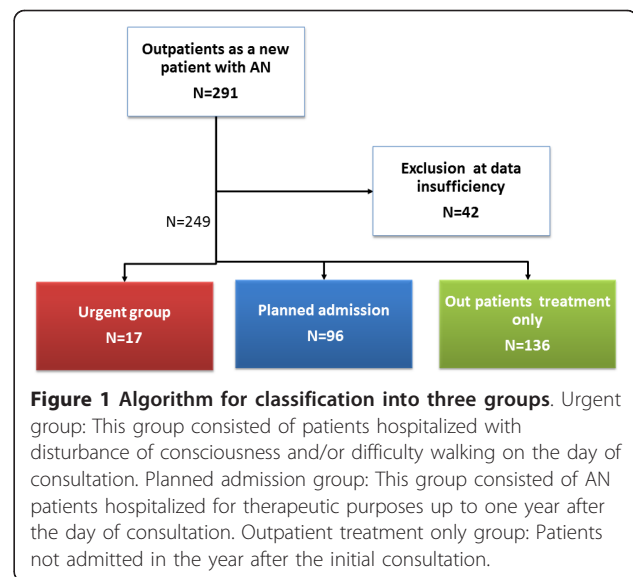 Outpatients as a new
patient with AN
N=291
Exclusion at data
insufficiency
N=42
N=249
Urgent group
N=17
Planned admission
N=96
Out patients treatment
only
N=136
Figure 1 Algorithm for classification into three groups. Urgent
group: This group consisted of patients hospitalized with
disturbance of consciousness and/or difficulty walking on the day of
consultation. Planned admission group: This group consisted of AN
patients hospitalized for therapeutic purposes up to one year after
the day of consultation. Outpatient treatment only group: Patients
not admitted in the year after the initial consultation.